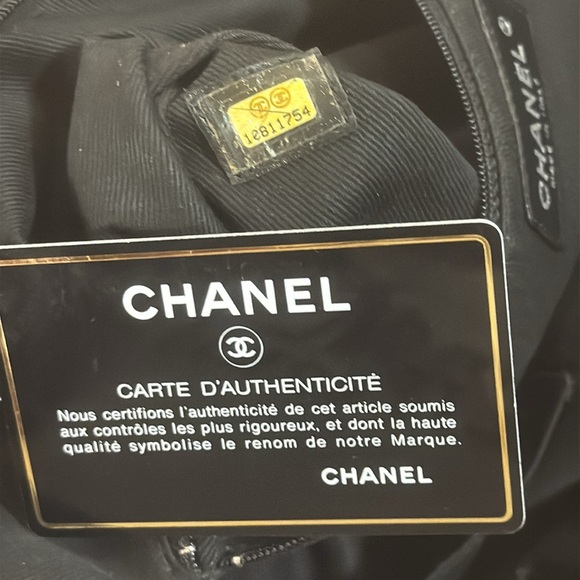 10811754
CHANEL
CHANEL
CARTE D'AUTHENTICITÉ
Nous certifions l'authenticité de cet article soumis
aux contrôles les plus rigoureux, et dont la haute
qualité symbolise le renom de notre Marque.
CHANEL